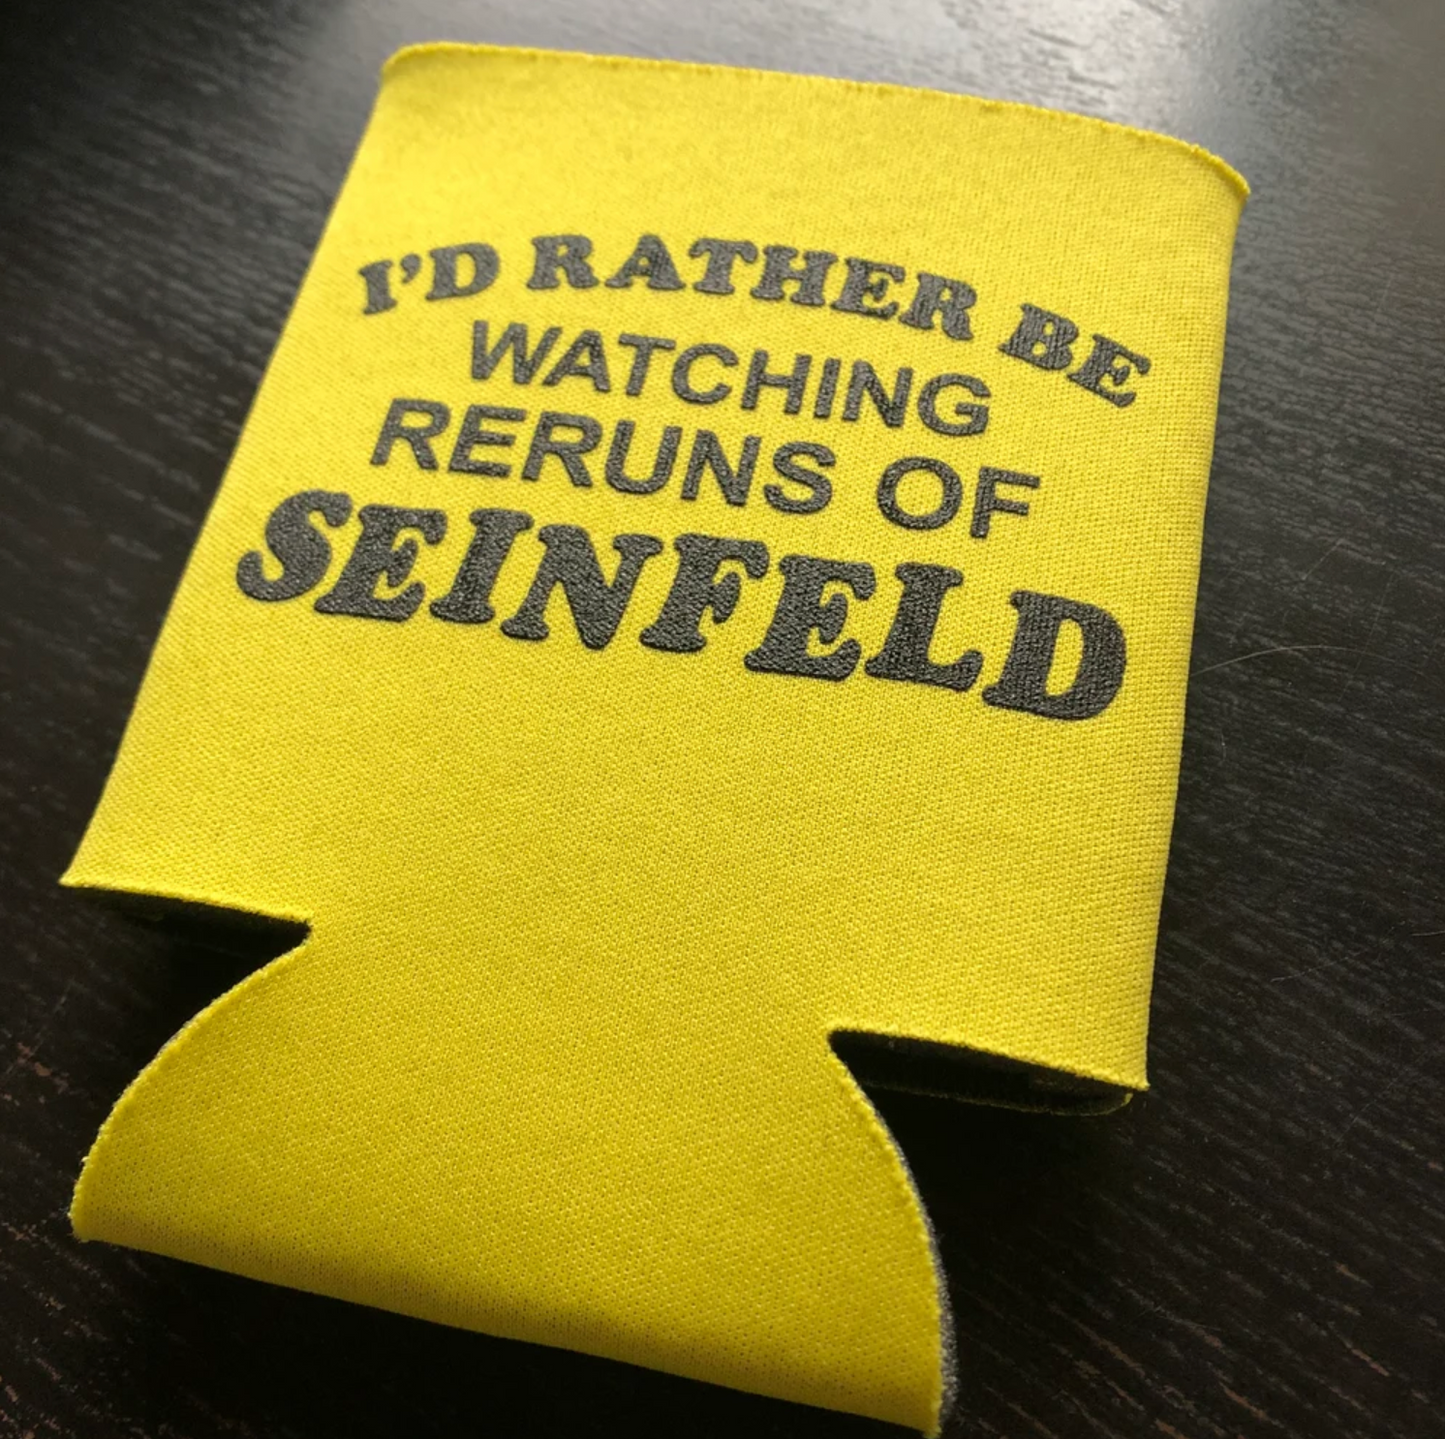 I'D RATHER BE
WATCHING
RERUNS OF
SEINFELD